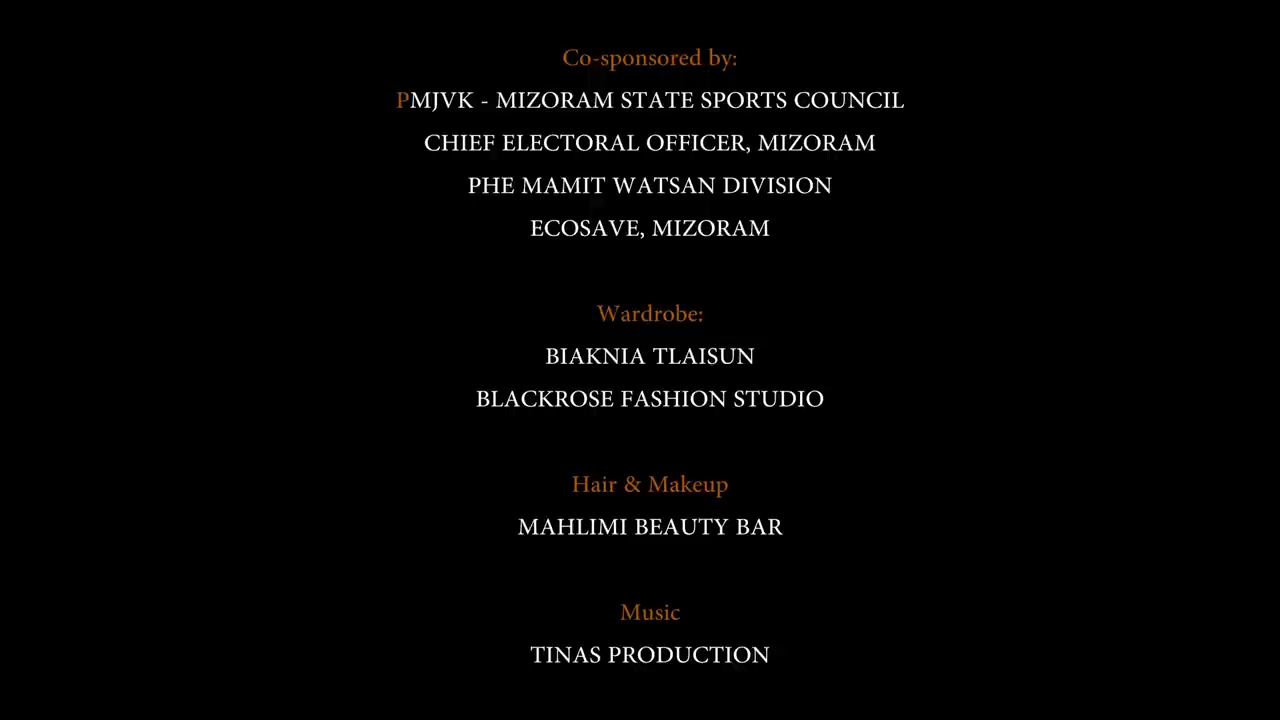 Co-sponsored by:
PMJVK - MIZORAM STATE SPORTS COUNCIL
CHIEF ELECTORAL OFFICER, MIZORAM
PHE MAMIT WATSAN DIVISION
ECOSAVE, MIZORAM
Wardrobe:
BIAKNIA TLAISUN
BLACKROSE FASHION STUDIO
Hair & Makeup
MAHLIMI BEAUTY BAR
Music
TINAS PRODUCTION